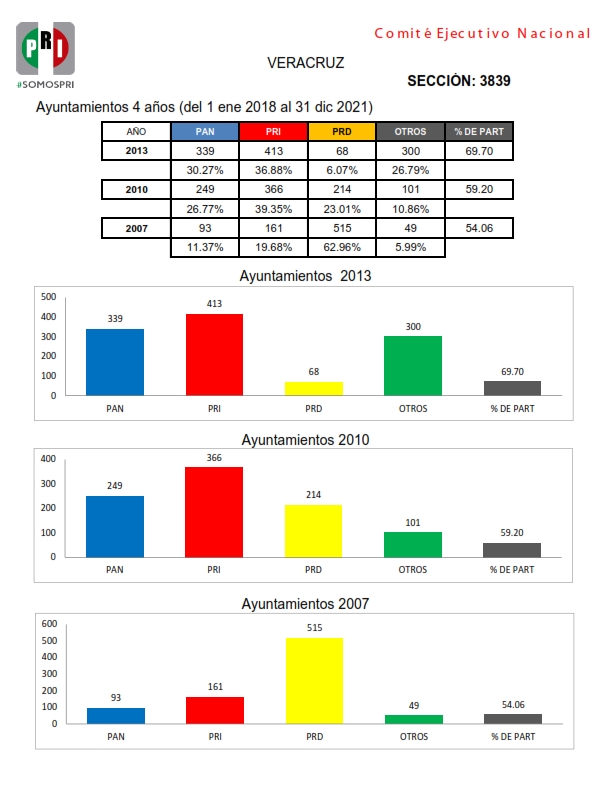 Comité Ejecutivo Nacional
PRI
#SOMOSPRI
VERACRUZ
SECCIÒN: 3839
Ayuntamientos 4 años (del 1 ene 2018 al 31 dic 2021)
AÑO PAN PRI PRD OTROS % DE PART
2013 339 413 68 300 69.70
30.27% 36.88% 6.07% 26.79%
2010 249 366 214 101 59.20
26.77% 39.35% 23.01% 10.86%
2007 93 161 515 49 54.06
11.37% 19.68% 62.96% 5.99%
Ayuntamientos 2013
500
400
300
200
100
0
339 413 68 300 69.70
PAN PRI PRD OTROS % DE PART
Ayuntamientos 2010
400
300
200
100
0
249 366 214 101 59.20
PAN PRI PRD OTROS % DE PART
Ayuntamientos 2007
600
500
400
300
200
100
0
93 161 515 49 54.06
PAN PRI PRD OTROS % DE PART